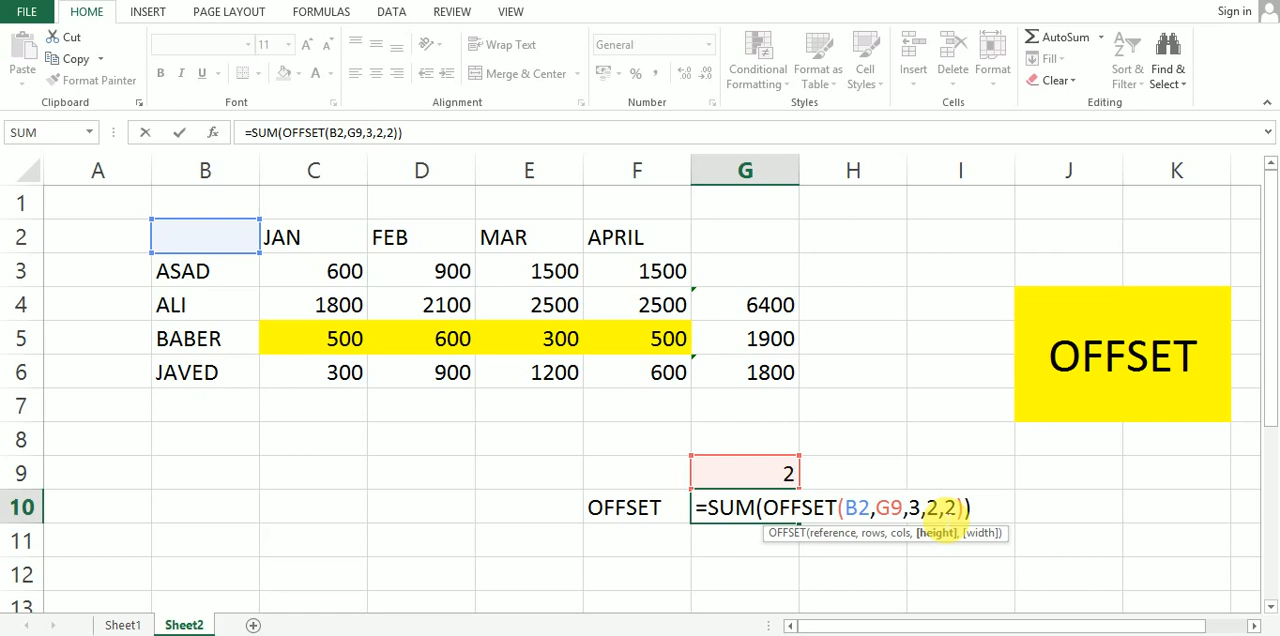 FILE HOME INSERT PAGE LAYOUT FORMULAS DATA REVIEW VIEW Sign in
Paste Cut Copy Format Painter
11 B I U A A A
Wrap Text Merge & Center
General % ,
Conditional Formatting Format as Table Cell Styles
Insert Delete Format
AutoSum Fill Clear Sort & Filter Find & Select
Clipboard Font Alignment Number Styles Cells Editing
SUM fx =SUM(OFFSET(B2,G9,3,2,2))
A B C D E F G H I J K
1
2 JAN FEB MAR APRIL
3 ASAD 600 900 1500 1500
4 ALI 1800 2100 2500 2500 6400
5 BABER 500 600 300 500 1900
OFFSET
6 JAVED 300 900 1200 600 1800
7
8
9 2
10 OFFSET =SUM(OFFSET(B2,G9,3,2,2))
11 OFFSET(reference, rows, cols, [height], [width])
12
13
Sheet1 Sheet2